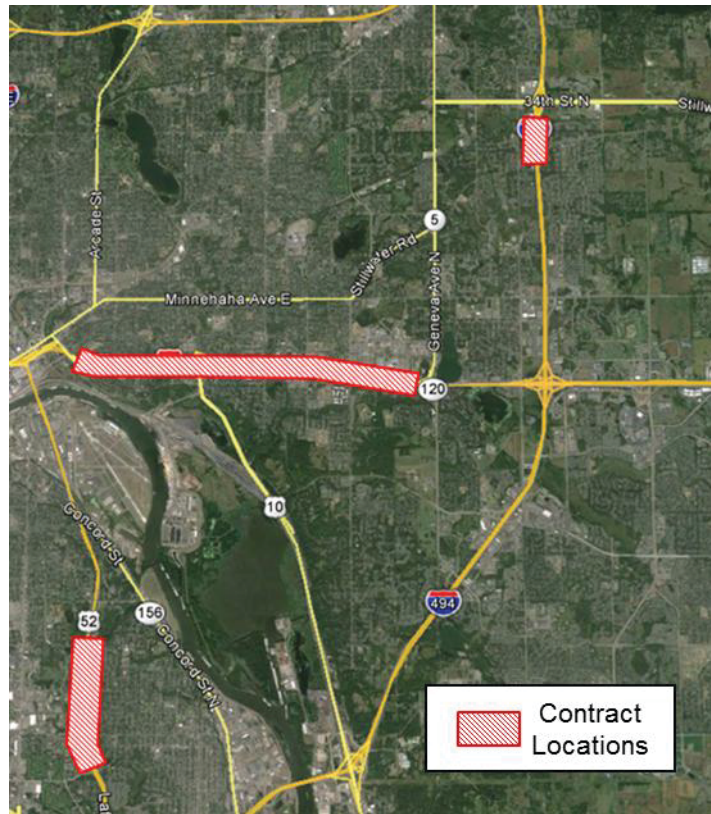 34th St N
Stillw
Arcade St
5
Stillwater Rd
Geneva Ave N
Minnehaha Ave E
120
10
Concord St
494
52
156
Concord St N
La
Contract
Locations